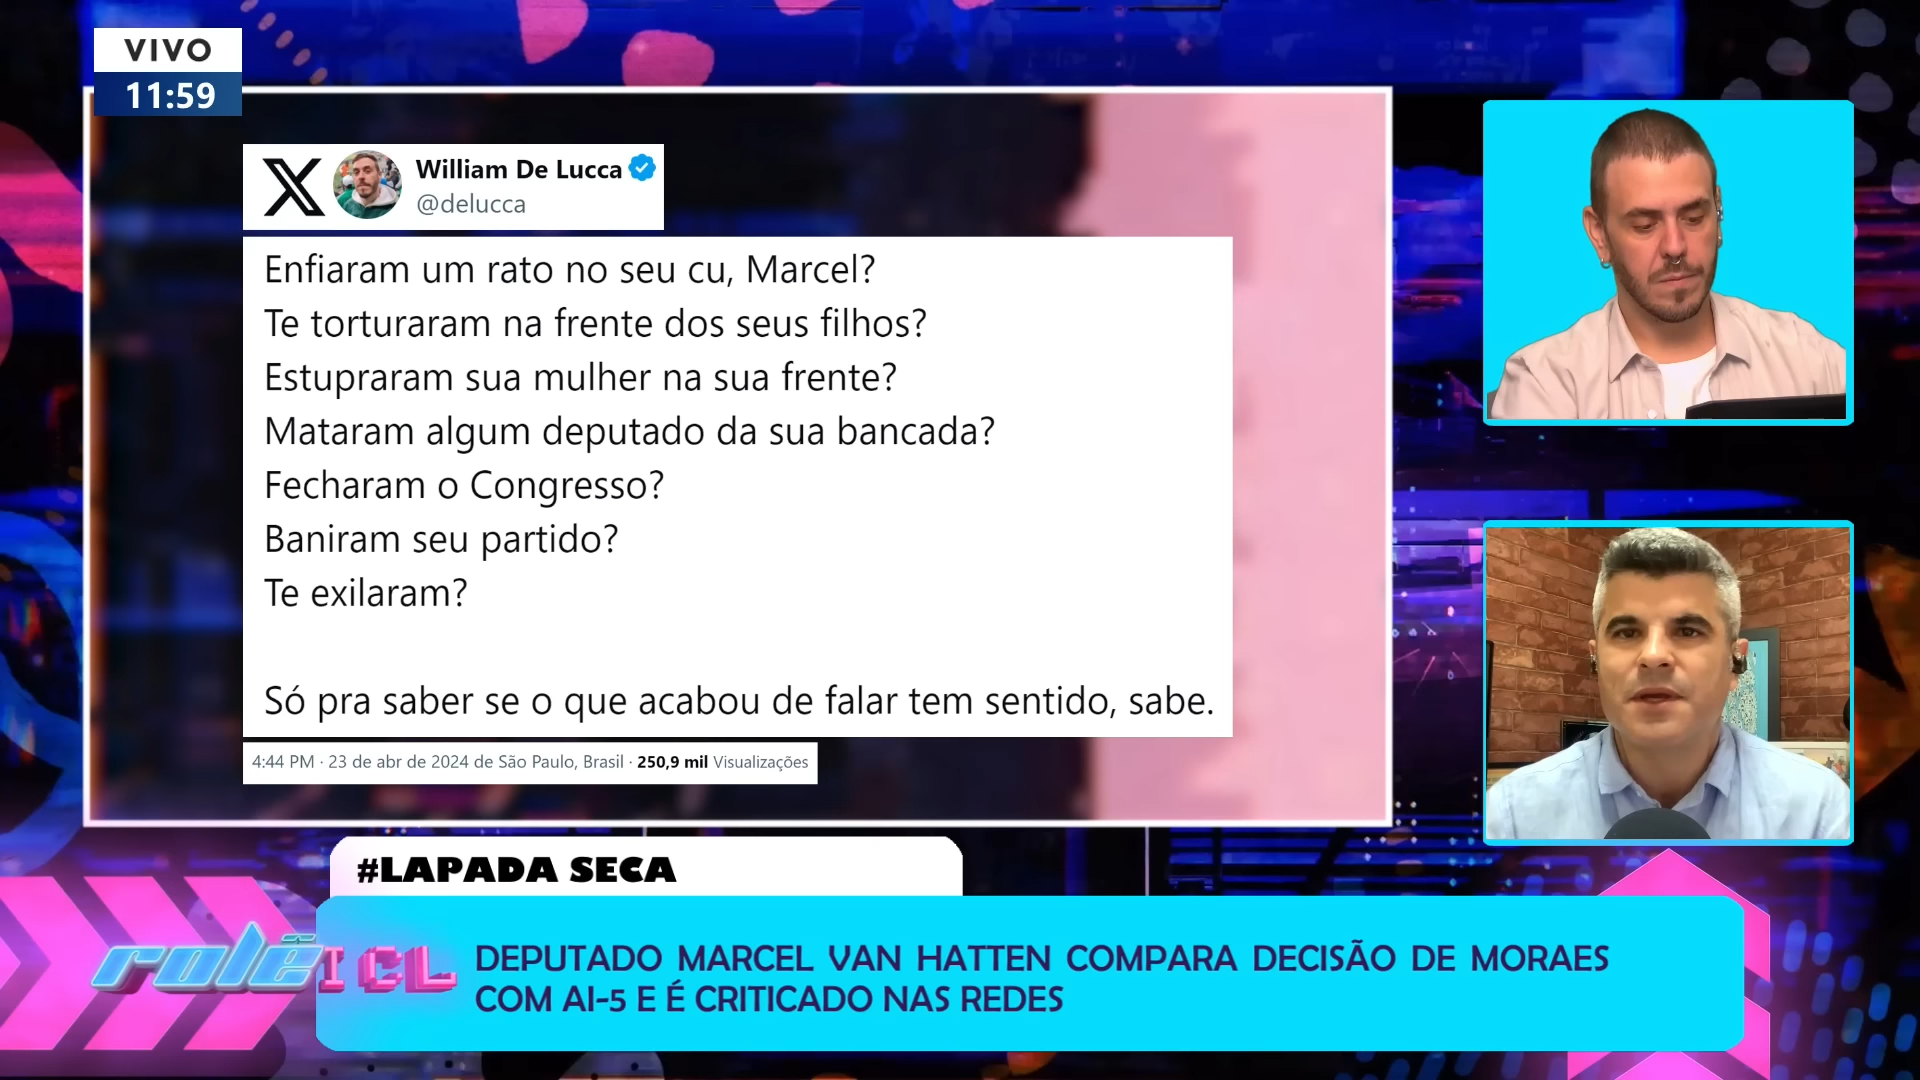 VIVO
11:59
X
William De Lucca
@delucca
Enfiaram um rato no seu cu, Marcel?
Te torturaram na frente dos seus filhos?
Estupraram sua mulher na sua frente?
Mataram algum deputado da sua bancada?
Fecharam o Congresso?
Baniram seu partido?
Te exilaram?
Só pra saber se o que acabou de falar tem sentido, sabe.
4:44 PM · 23 de abr de 2024 de São Paulo, Brasil · 250,9 mil Visualizações
#LAPADA SECA
rolê ICL
DEPUTADO MARCEL VAN HATTEN COMPARA DECISÃO DE MORAES
COM AI-5 E É CRITICADO NAS REDES